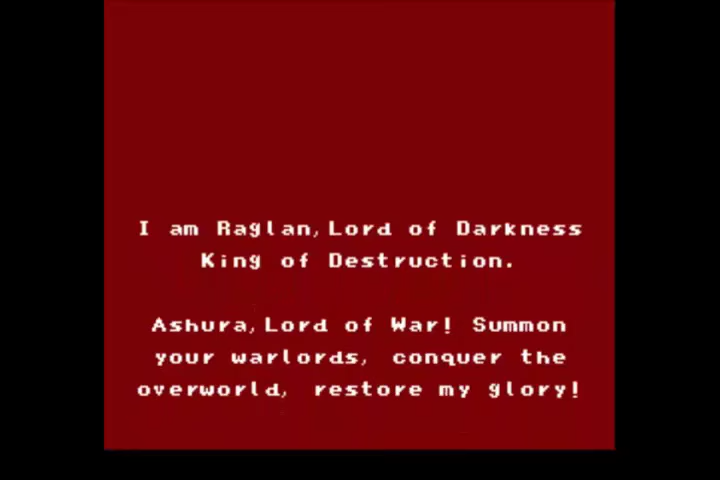 I am Raglan,Lord of Darkness
King of Destruction.
Ashura,Lord of War! Summon
your warlords, conquer the
overworld, restore my glory!